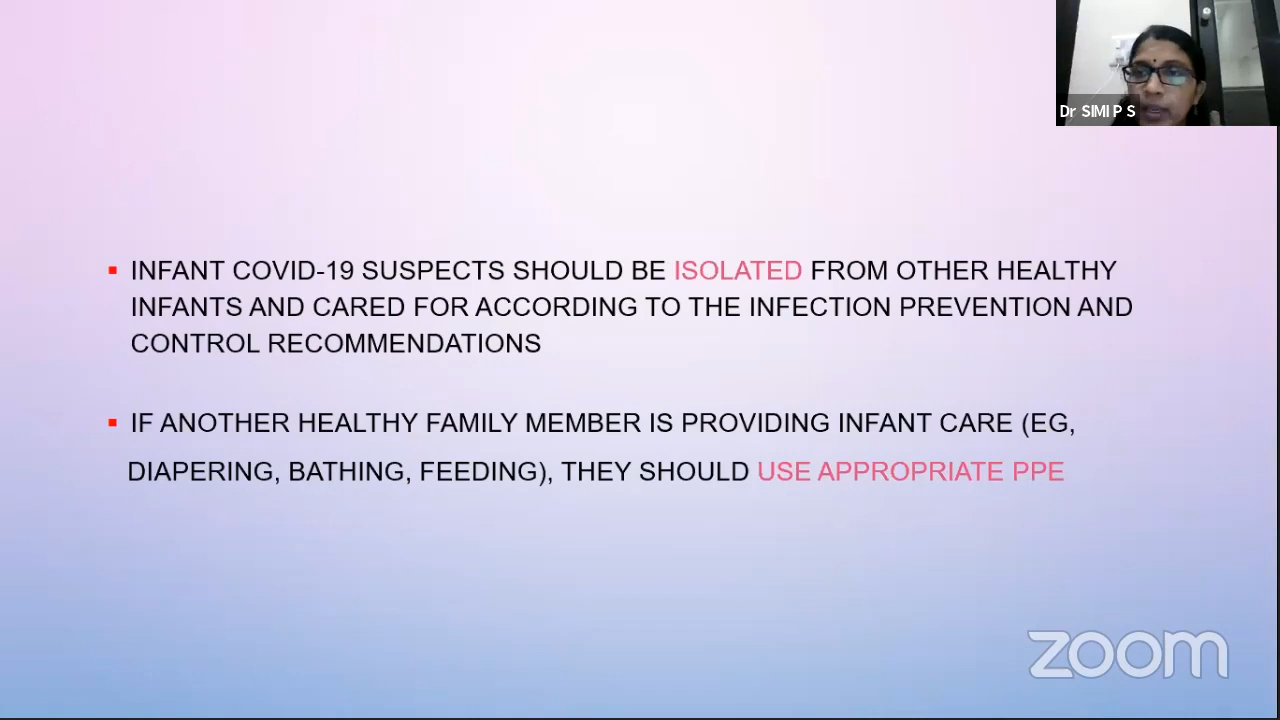 Dr SIMI P S
INFANT COVID-19 SUSPECTS SHOULD BE ISOLATED FROM OTHER HEALTHY
INFANTS AND CARED FOR ACCORDING TO THE INFECTION PREVENTION AND
CONTROL RECOMMENDATIONS
IF ANOTHER HEALTHY FAMILY MEMBER IS PROVIDING INFANT CARE (EG,
DIAPERING, BATHING, FEEDING), THEY SHOULD USE APPROPRIATE PPE
zoom